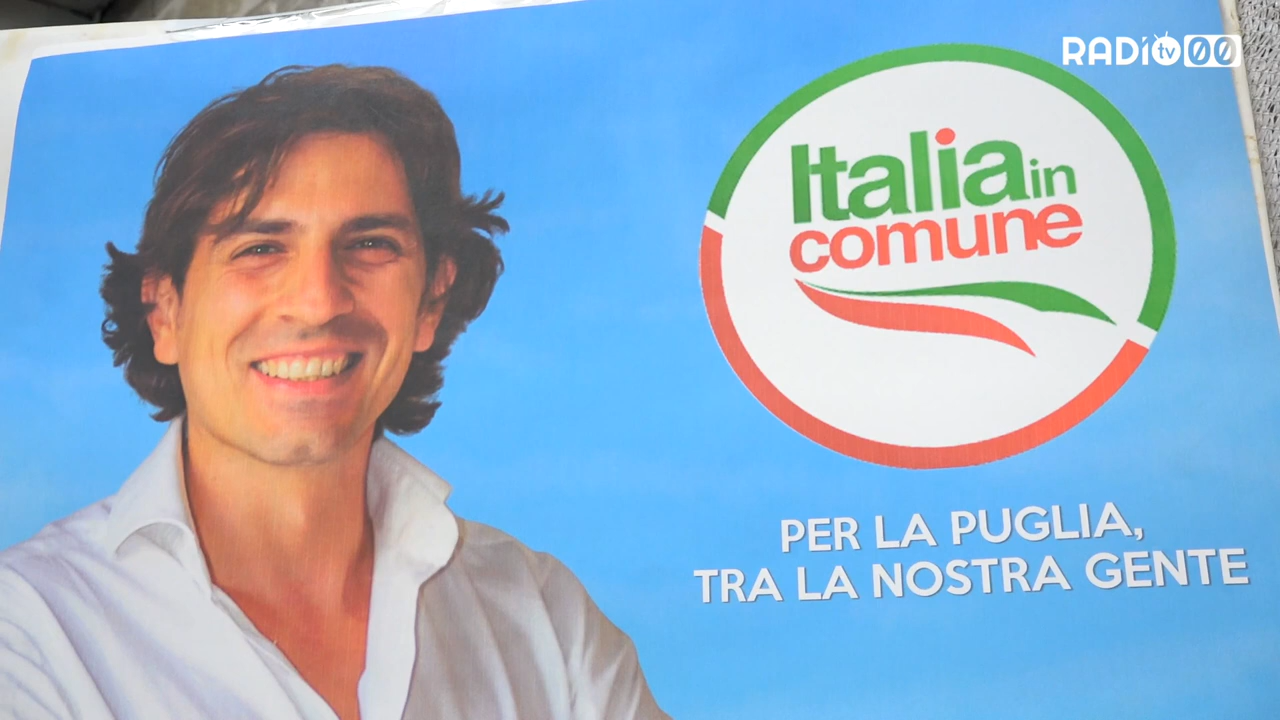 RADIO tv 00
Italia in
comune
PER LA PUGLIA,
TRA LA NOSTRA GENTE